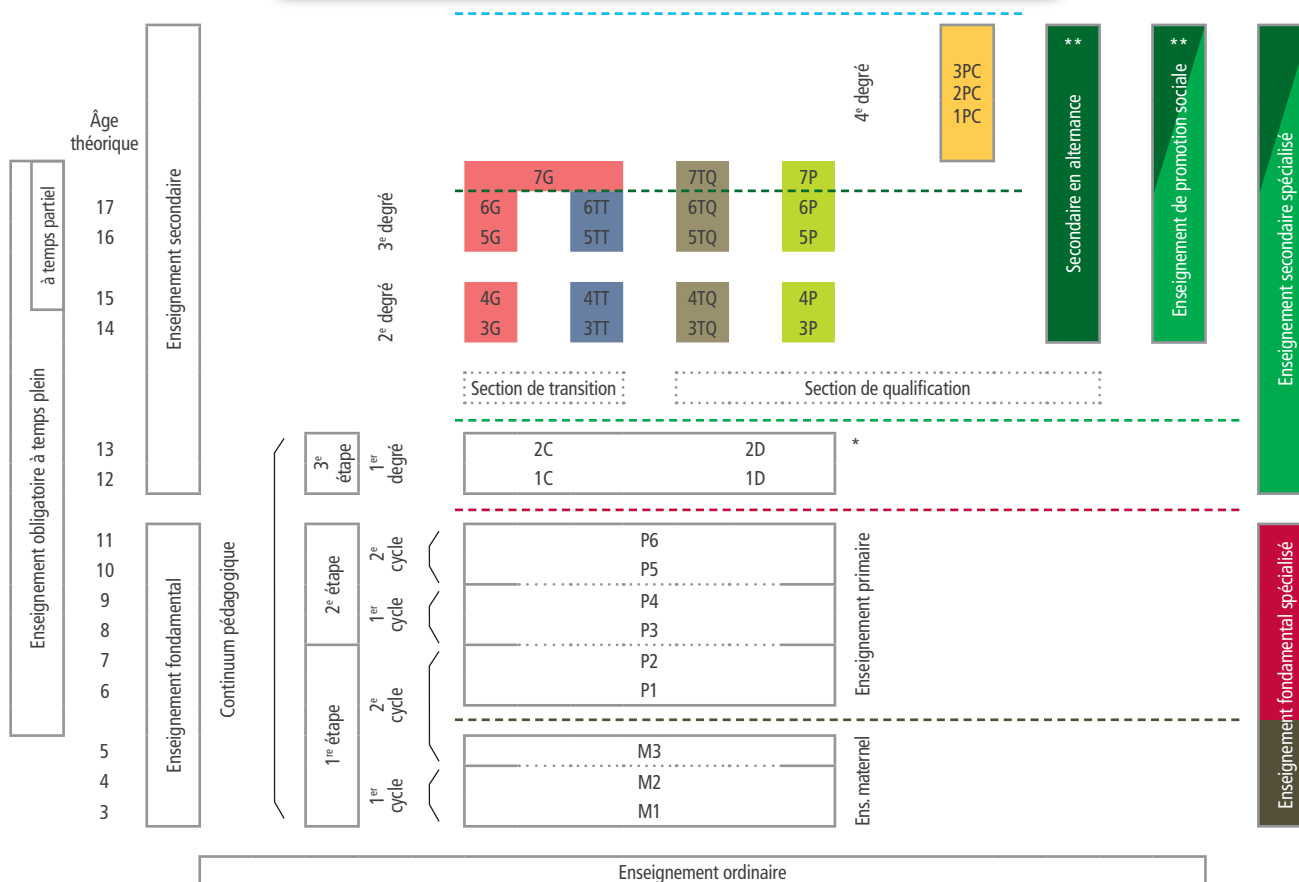 3PC
2PC
1PC
4e degré
**
**
Âge
théorique
à temps partiel
Enseignement obligatoire à temps plein
Enseignement secondaire
Secondaire en alternance
Enseignement de promotion sociale
Enseignement secondaire spécialisé
7G 7TQ 7P
17 3e degré 6G 6TT 6TQ 6P
16 5G 5TT 5TQ 5P
15 2e degré 4G 4TT 4TQ 4P
14 3G 3TT 3TQ 3P
Section de transition Section de qualification
3e
étape
1er
degré
13 2C 2D *
12 1C 1D
Enseignement fondamental
Continuum pédagogique
2e étape
1re étape
2e
cycle
1er
cycle
2e
cycle
1er
cycle
11 P6
10 P5
9 P4
8 P3
7 P2
6 P1
5 M3
4 M2
3 M1
Enseignement primaire
Ens. maternel
Enseignement fondamental spécialisé
Enseignement ordinaire